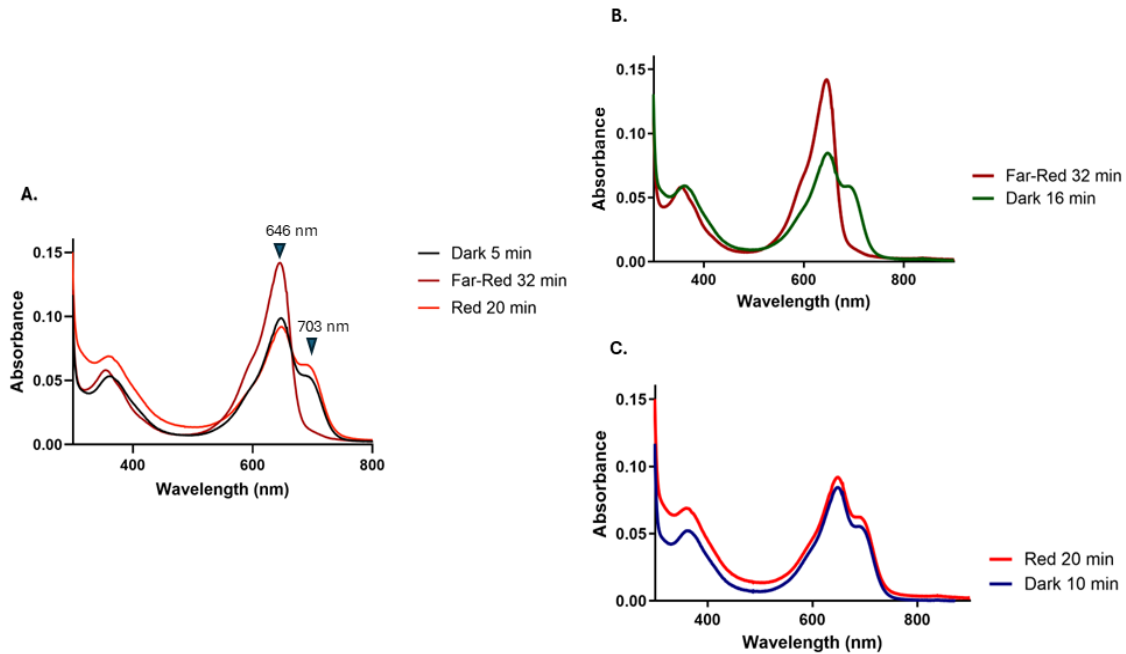 A.
646 nm
703 nm
0.15
0.10
0.05
0.00
Absorbance
400
600
800
Wavelength (nm)
Dark 5 min
Far-Red 32 min
Red 20 min
B.
0.15
0.10
0.05
0.00
Absorbance
400
600
800
Wavelength (nm)
Far-Red 32 min
Dark 16 min
C.
0.15
0.10
0.05
0.00
Absorbance
400
600
800
Wavelength (nm)
Red 20 min
Dark 10 min